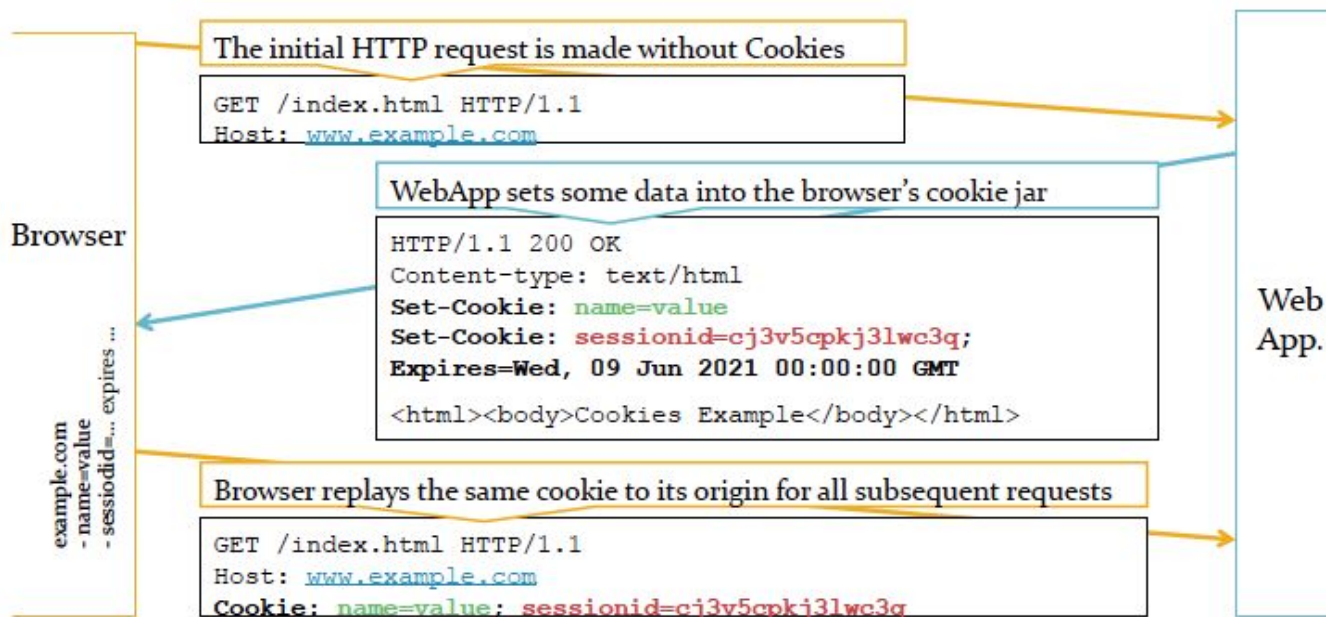 The initial HTTP request is made without Cookies
GET /index.html HTTP/1.1
Host: www.example.com
WebApp sets some data into the browser's cookie jar
Browser
HTTP/1.1 200 OK
Content-type: text/html
Set-Cookie: name=value
Set-Cookie: sessionid=cj3v5cpkj3lwc3q;
Expires=Wed, 09 Jun 2021 00:00:00 GMT
<html><body>Cookies Example</body></html>
Web
App.
example.com
- name=value
- sessiodid=... expires ...
Browser replays the same cookie to its origin for all subsequent requests
GET /index.html HTTP/1.1
Host: www.example.com
Cookie: name=value; sessionid=cj3v5cpkj3lwc3q